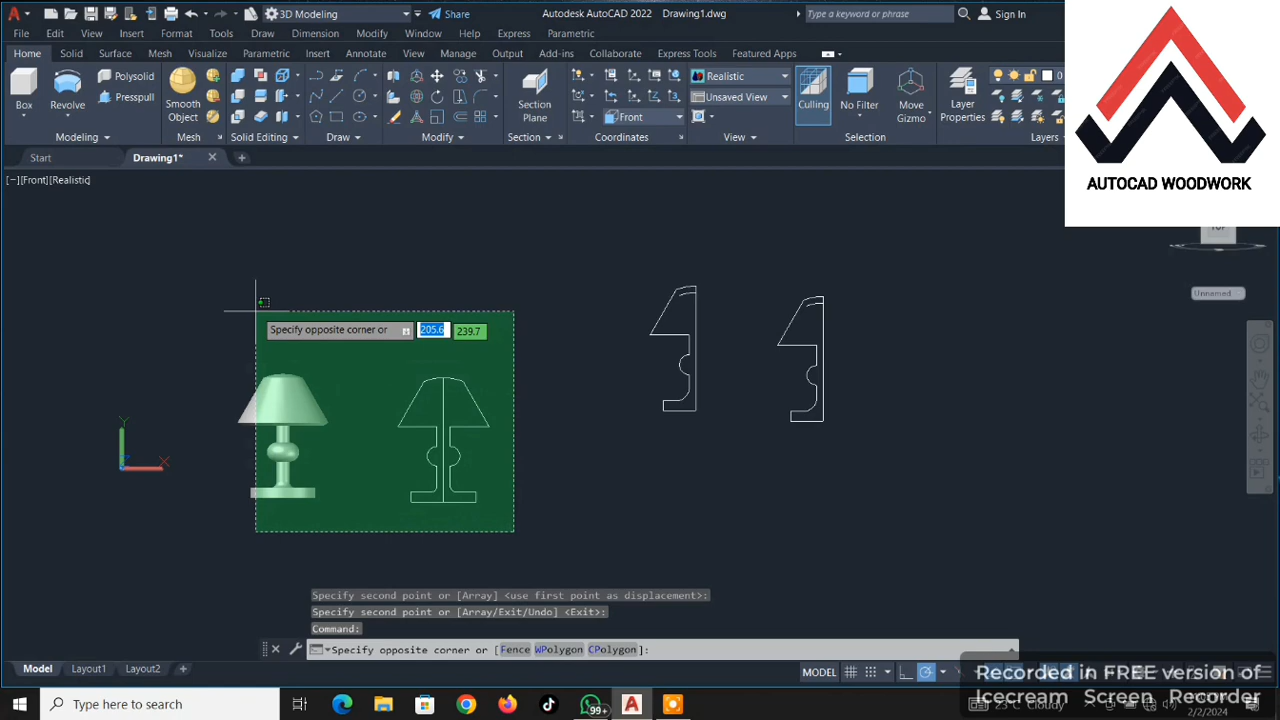 3D Modeling
Share
Autodesk AutoCAD 2022 Drawing1.dwg
Type a keyword or phrase
Sign In
File Edit View Insert Format Tools Draw Dimension Modify Window Help Express Parametric
Home Solid Surface Mesh Visualize Parametric Insert Annotate View Manage Output Add-ins Collaborate Express Tools Featured Apps
Polysolid
Presspull
Box
Revolve
Smooth
Object
Section
Plane
Front
Realistic
Unsaved View
Culling
No Filter
Move
Gizmo
Layer
Properties
0
Modeling
Mesh
Solid Editing
Draw
Modify
Section
Coordinates
View
Selection
Layers
AUTOCAD WOODWORK
Start
Drawing1*
[−][Front][Realistic]
TOP
Unnamed
Specify opposite corner or
205.6
239.7
Y
X
Z
Specify second point or [Array] <use first point as displacement>:
Specify second point or [Array/Exit/Undo] <Exit>:
Command:
Specify opposite corner or [Fence WPolygon CPolygon]:
Model Layout1 Layout2
MODEL
Recorded in FREE version of
Icecream Screen Recorder
Type here to search
99+
23°C Cloudy
2/2/2024